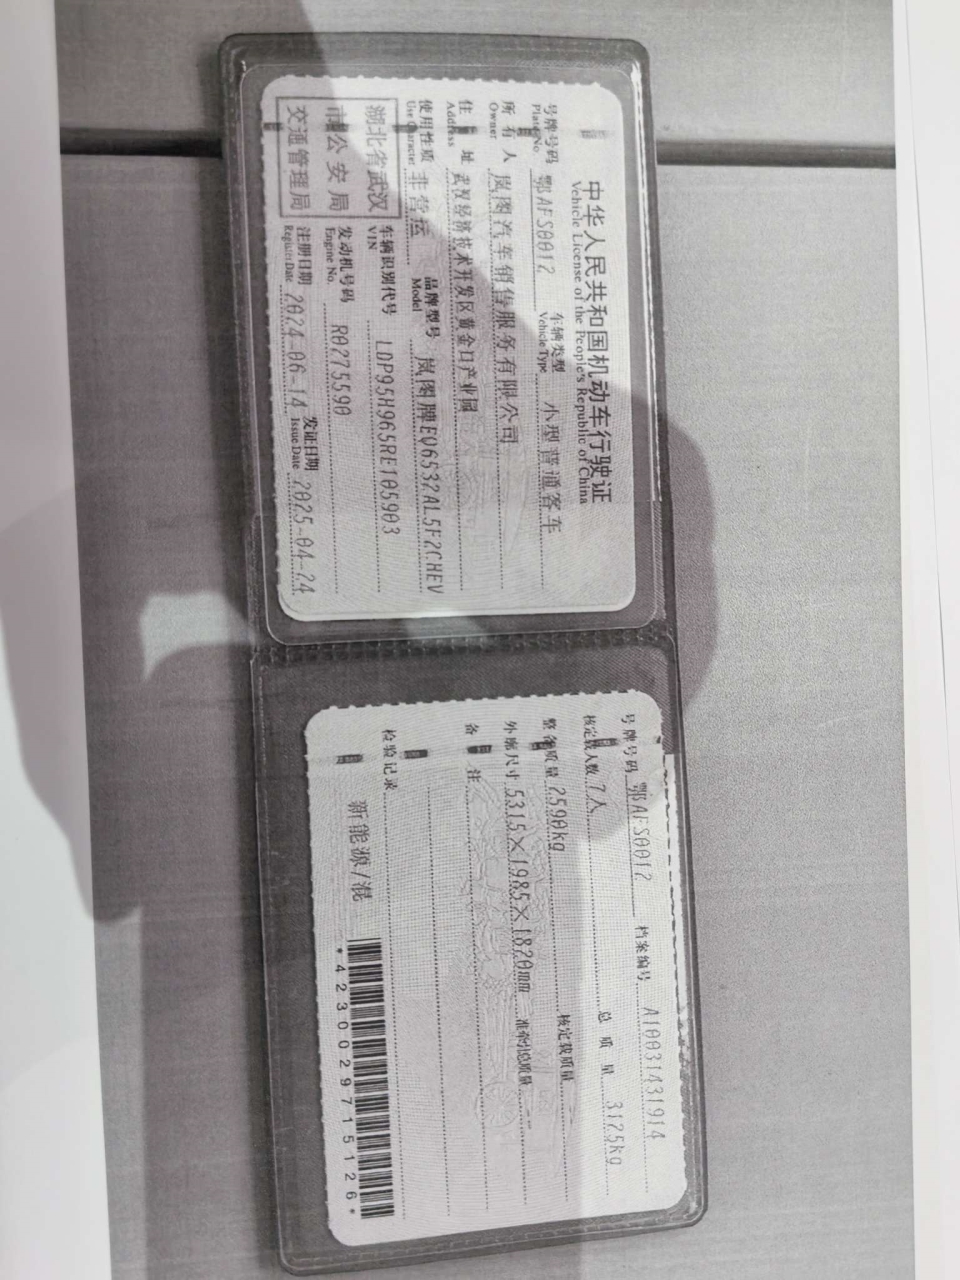 中华人民共和国机动车行驶证
Vehicle License of the People's Republic of China
号牌号码 鄂AFS0012 车辆类型 小型普通客车
Plate No. Vehicle Type
所有人 岚图汽车销售服务有限公司
Owner
住址 武汉经济技术开发区黄金口产业园
Address
使用性质 非营运 品牌型号 岚图牌EQ6532AL5F2CHEV
Use Character Model
湖北省武汉
市公安局
交通管理局
车辆识别代号 LDP95H965RE105903
VIN
发动机号码 R0275590
Engine No.
注册日期 2024-06-14 发证日期 2025-04-24
Register Date Issue Date
号牌号码 鄂AFS0012 档案编号 A10031431914
核定载人数 7人 总质量 3125kg
整备质量 2590kg 核定载质量
外廓尺寸 5315×1985×1820mm 准牵引总质量 --
备注
检验记录
新能源/混
*4230029715126*